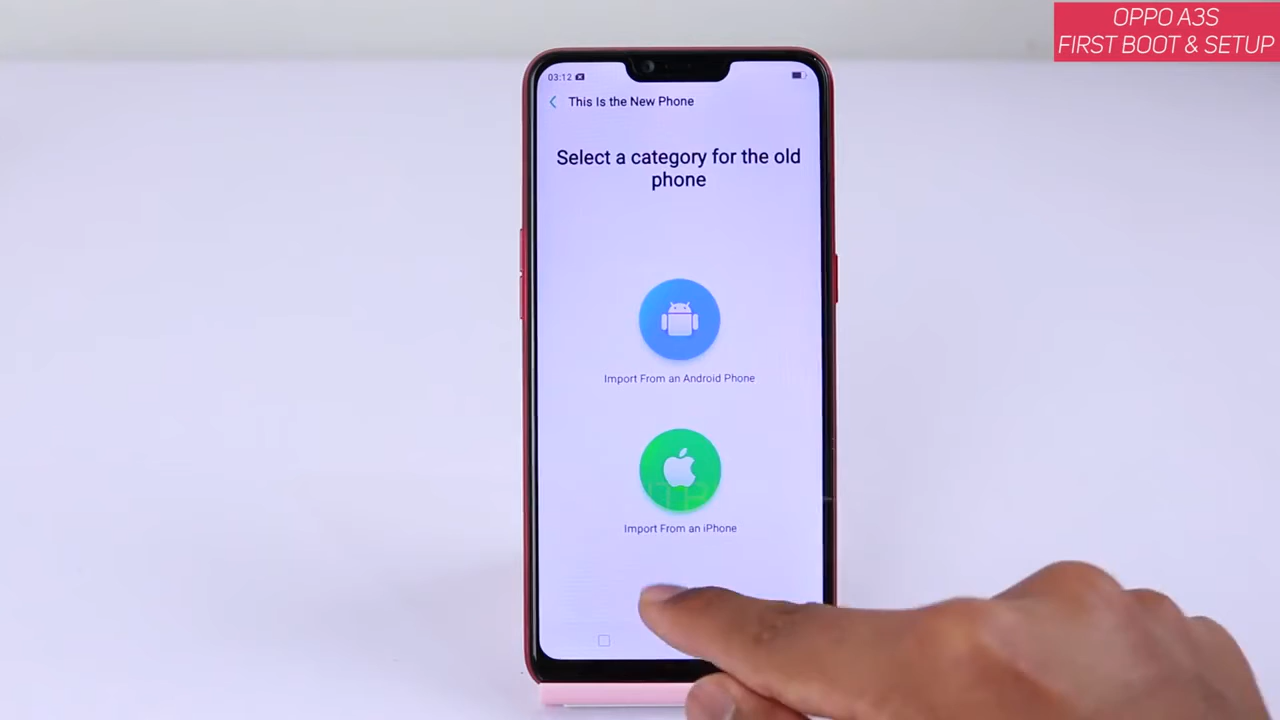 OPPO A3S
FIRST BOOT & SETUP
03:12
This Is the New Phone
Select a category for the old
phone
Import From an Android Phone
Import From an iPhone